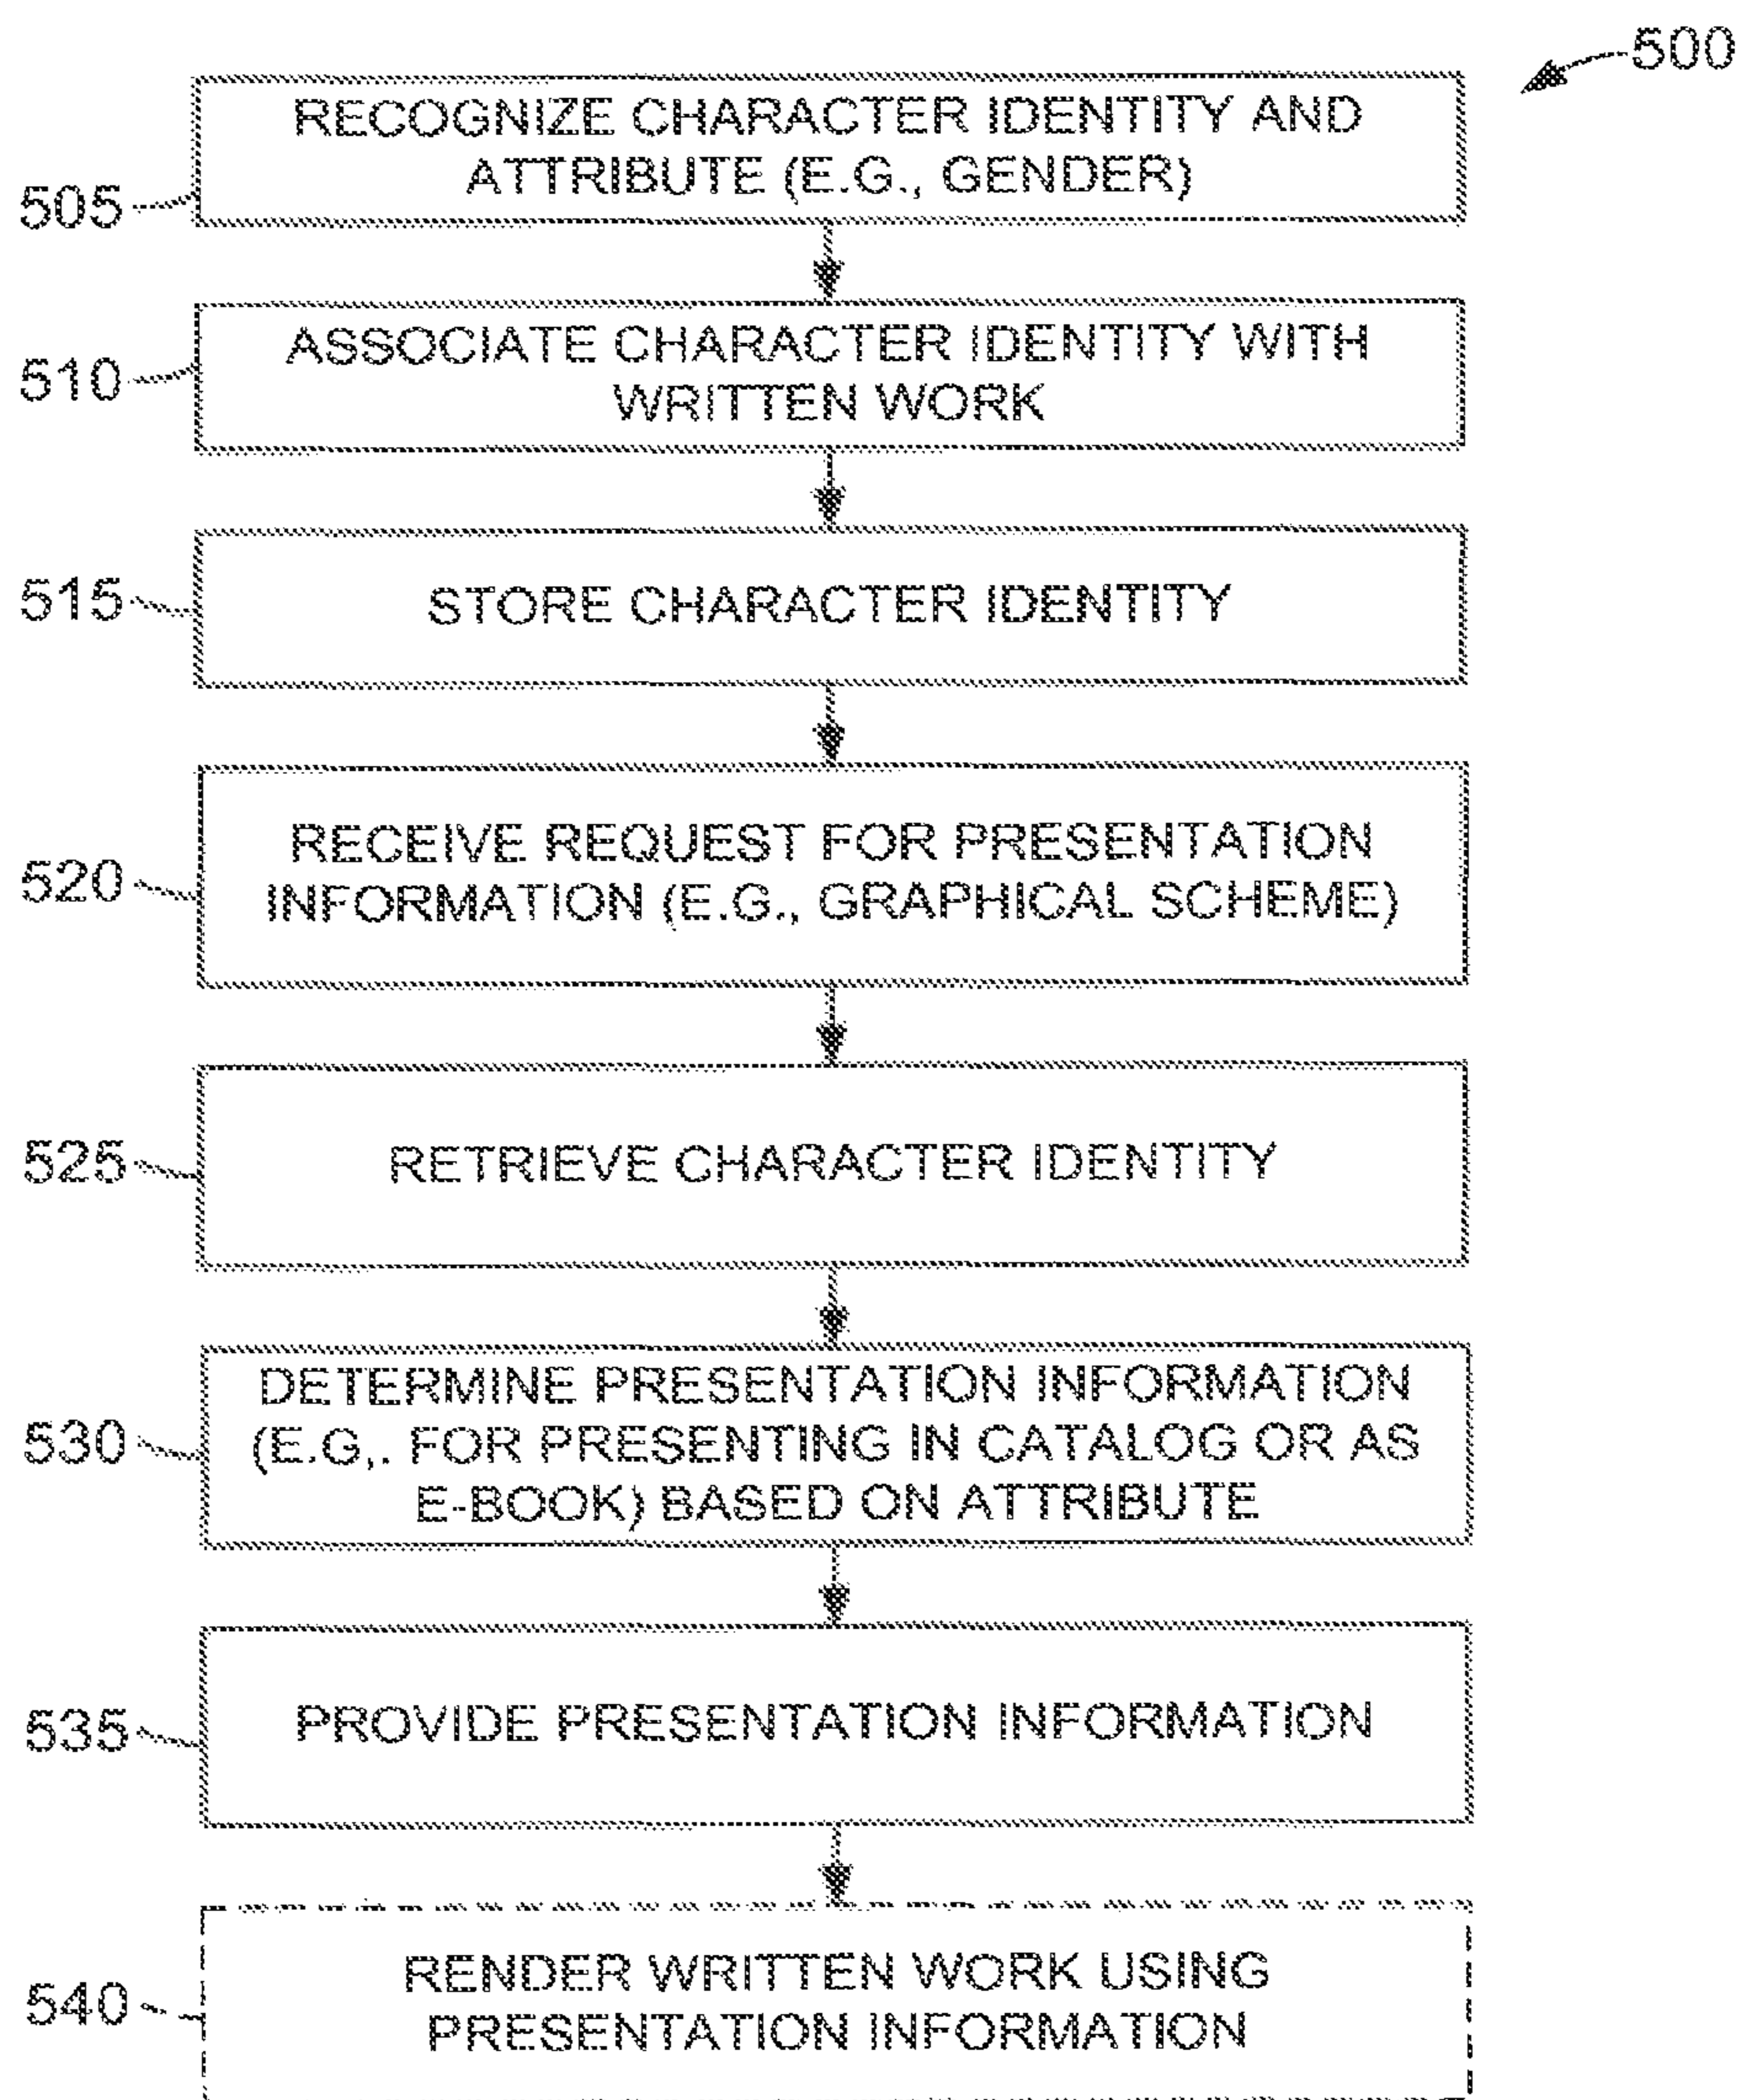 500
RECOGNIZE CHARACTER IDENTITY AND
ATTRIBUTE (E.G., GENDER)
505
ASSOCIATE CHARACTER IDENTITY WITH
WRITTEN WORK
510
STORE CHARACTER IDENTITY
515
RECEIVE REQUEST FOR PRESENTATION
INFORMATION (E.G., GRAPHICAL SCHEME)
520
RETRIEVE CHARACTER IDENTITY
525
DETERMINE PRESENTATION INFORMATION
(E.G,. FOR PRESENTING IN CATALOG OR AS
E-BOOK) BASED ON ATTRIBUTE
530
PROVIDE PRESENTATION INFORMATION
535
RENDER WRITTEN WORK USING
PRESENTATION INFORMATION
540